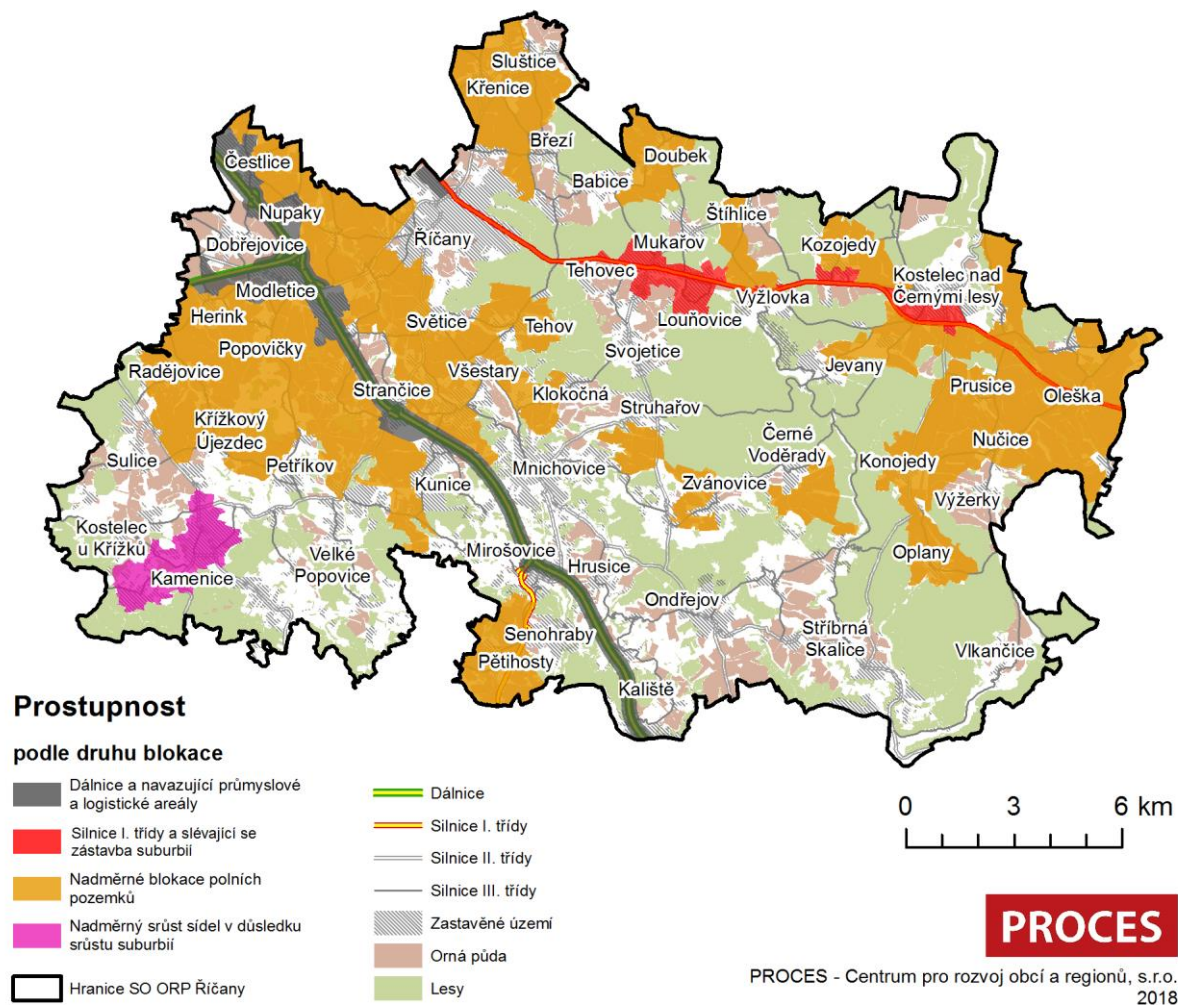 Sluštice
Křenice
Březí
Doubek
Čestlice
Babice
Nupaky
Štíhlice
Dobřejovice
Říčany
Mukařov
Kozojedy
Tehovec
Kostelec nad
Černými lesy
Modletice
Vyžlovka
Herink
Světice
Tehov
Louňovice
Popovičky
Svojetice
Jevany
Radějovice
Všestary
Prusice
Strančice
Klokočná
Oleška
Struhařov
Křížkový
Újezdec
Černé
Voděrady
Nučice
Sulice
Petříkov
Mnichovice
Konojedy
Kunice
Zvánovice
Výžerky
Kostelec
u Křížků
Mirošovice
Velké
Popovice
Oplany
Kamenice
Hrusice
Ondřejov
Senohraby
Stříbrná
Skalice
Vlkančice
Pětihosty
Kaliště
Prostupnost
podle druhu blokace
Dálnice a navazující průmyslové
a logistické areály
Silnice I. třídy a slévající se
zástavba suburbií
Nadměrné blokace polních
pozemků
Nadměrný srůst sídel v důsledku
srůstu suburbií
Hranice SO ORP Říčany
Dálnice
Silnice I. třídy
Silnice II. třídy
Silnice III. třídy
Zastavěné území
Orná půda
Lesy
0 3 6 km
PROCES
PROCES - Centrum pro rozvoj obcí a regionů, s.r.o.
2018